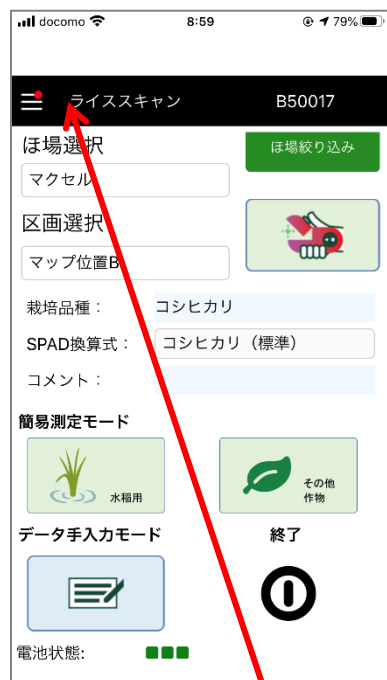 docomo 8:59 79%
ライススキャン B50017
ほ場選択 ほ場絞り込み
マクセル
区画選択
マップ位置B
栽培品種： コシヒカリ
SPAD換算式： コシヒカリ（標準）
コメント：
簡易測定モード
水稲用 その他
作物
データ手入力モード 終了
電池状態: